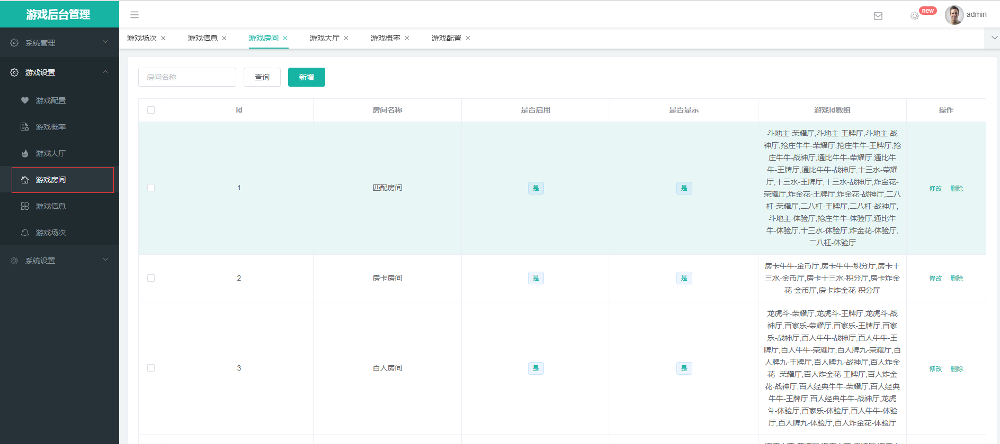 游戏后台管理
new
admin
系统管理
游戏设置
游戏配置
游戏概率
游戏大厅
游戏房间
游戏信息
游戏场次
系统设置
游戏场次 游戏信息 游戏房间 游戏大厅 游戏概率 游戏配置
房间名称 查询 新增
id 房间名称 是否启用 是否显示 游戏id数组 操作
1 匹配房间 是 是
斗地主-荣耀厅,斗地主-王牌厅,斗地主-战
神厅,抢庄牛牛-荣耀厅,抢庄牛牛-王牌厅,抢
庄牛牛-战神厅,通比牛牛-荣耀厅,通比牛
牛-王牌厅,通比牛牛-战神厅,十三水-荣耀
厅,十三水-王牌厅,十三水-战神厅,炸金花-
荣耀厅,炸金花-王牌厅,炸金花-战神厅,二八
杠-荣耀厅,二八杠-王牌厅,二八杠-战神厅,
斗地主-体验厅,抢庄牛牛-体验厅,通比牛
牛-体验厅,十三水-体验厅,炸金花-体验厅,
二八杠-体验厅
修改 删除
2 房卡房间 是 是
房卡牛牛-金币厅,房卡牛牛-积分厅,房卡十
三水-金币厅,房卡十三水-积分厅,房卡炸金
花-金币厅,房卡炸金花-积分厅
修改 删除
3 百人房间 是 是
龙虎斗-荣耀厅,龙虎斗-王牌厅,龙虎斗-战
神厅,百家乐-荣耀厅,百家乐-王牌厅,百家
乐-战神厅,百人牛牛-战神厅,百人牛牛-王
牌厅,百人牛牛-荣耀厅,百人牌九-荣耀厅,百
人牌九-王牌厅,百人牌九-战神厅,百人炸金
花 -荣耀厅,百人炸金花-王牌厅,百人炸金
花-战神厅,百人经典牛牛-荣耀厅,百人经典
牛牛-王牌厅,百人经典牛牛-战神厅,龙虎
斗-体验厅,百家乐-体验厅,百人牛牛-体验
厅,百人牌九-体验厅,百人炸金花-体验厅
修改 删除